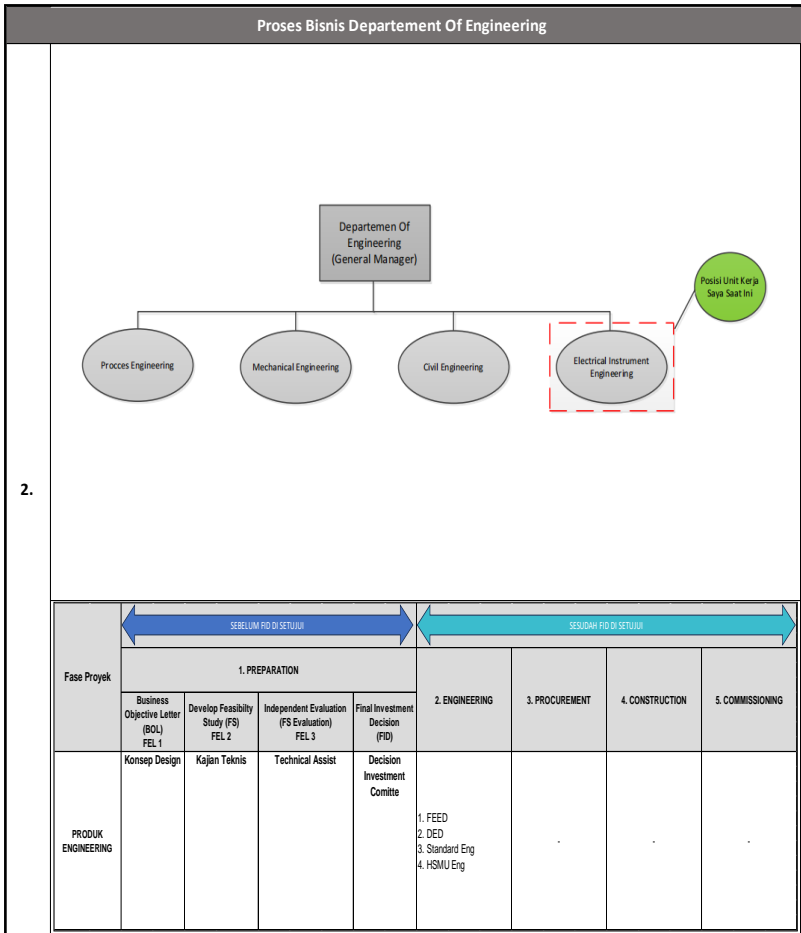 Proses Bisnis Departement Of Engineering
2.
Departemen Of
Engineering
(General Manager)
Posisi Unit Kerja
Saya Saat Ini
Procces Engineering
Mechanical Engineering
Civil Engineering
Electrical Instrument
Engineering
Fase Proyek
SEBELUM FID DI SETUJUI
SESUDAH FID DI SETUJUI
1. PREPARATION
2. ENGINEERING
3. PROCUREMENT
4. CONSTRUCTION
5. COMMISSIONING
Business
Objective Letter
(BOL)
FEL 1
Develop Feasibilty
Study (FS)
FEL 2
Independent Evaluation
(FS Evaluation)
FEL 3
Final Investment
Decision
(FID)
PRODUK
ENGINEERING
Konsep Design
Kajian Teknis
Technical Assist
Decision
Investment
Comitte
1. FEED
2. DED
3. Standard Eng
4. HSMU Eng
-
-
-